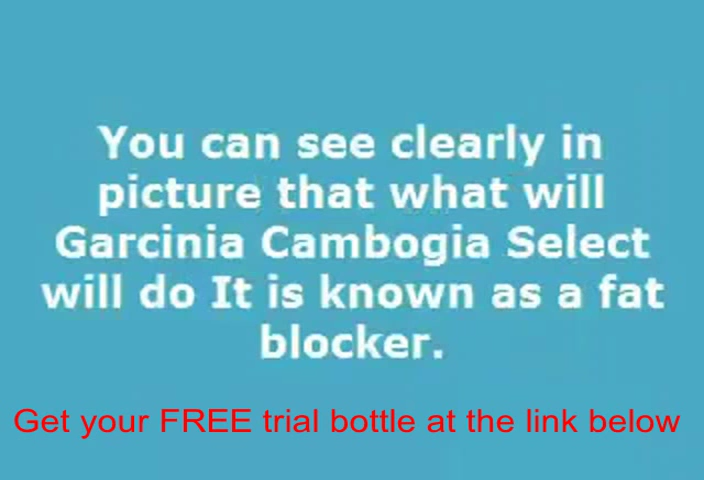 You can see clearly in
picture that what will
Garcinia Cambogia Select
will do It is known as a fat
blocker.
Get your FREE trial bottle at the link below